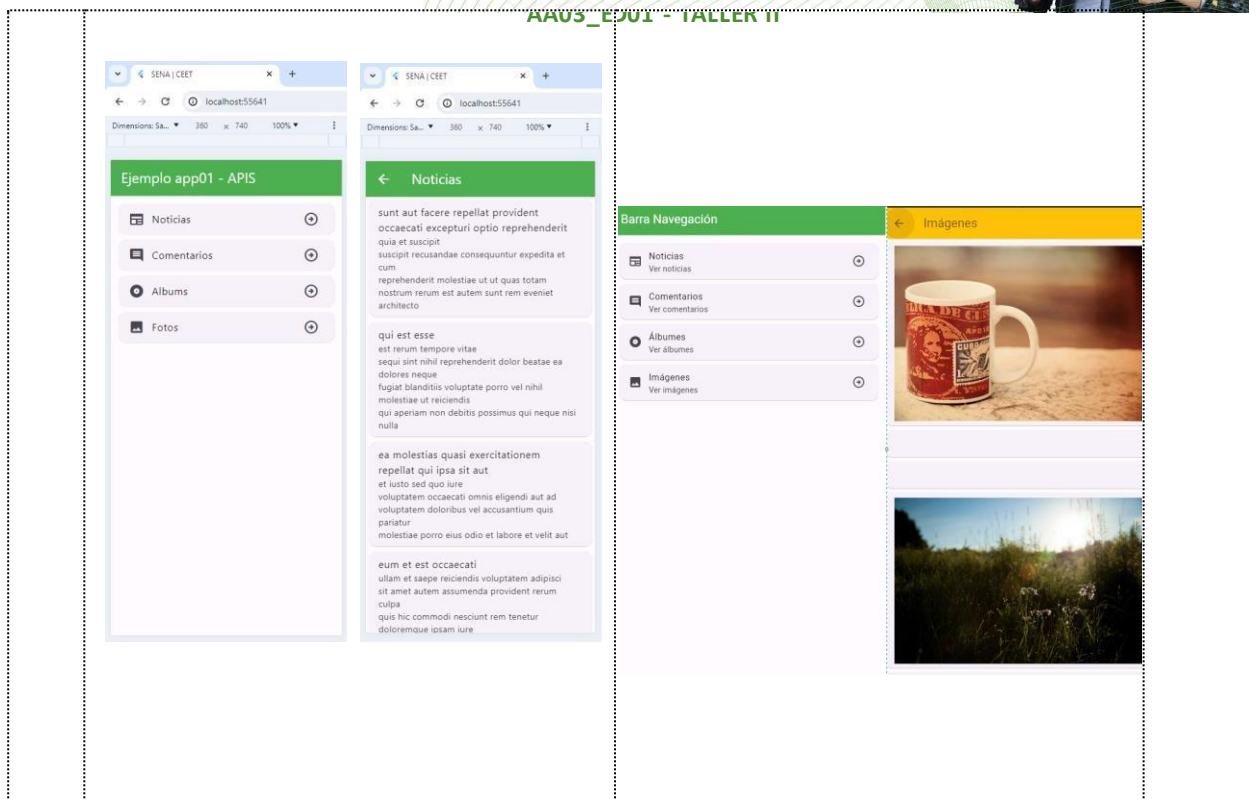 AA03_ED01 - TALLER II
SENA | CEET
localhost:55641
Dimensions: Sa... 360 x 740 100%
Ejemplo app01 - APIS
Noticias
Comentarios
Albums
Fotos
SENA | CEET
localhost:55641
Dimensions: Sa... 360 x 740 100%
Noticias
sunt aut facere repellat provident
occaecati excepturi optio reprehenderit
quia et suscipit
suscipit recusandae consequuntur expedita et
cum
reprehenderit molestiae ut ut quas totam
nostrum rerum est autem sunt rem eveniet
architecto
qui est esse
est rerum tempore vitae
sequi sint nihil reprehenderit dolor beatae ea
dolores neque
fugiat blanditiis voluptate porro vel nihil
molestiae ut reiciendis
qui aperiam non debitis possimus qui neque nisi
nulla
ea molestias quasi exercitationem
repellat qui ipsa sit aut
et iusto sed quo iure
voluptatem occaecati omnis eligendi aut ad
voluptatem doloribus vel accusantium quis
pariatur
molestiae porro eius odio et labore et velit aut
eum et est occaecati
ullam et saepe reiciendis voluptatem adipisci
sit amet autem assumenda provident rerum
culpa
quis hic commodi nesciunt rem tenetur
doloremque ipsam iure
Barra Navegación
Noticias
Ver noticias
Comentarios
Ver comentarios
Álbumes
Ver álbumes
Imágenes
Ver imágenes
Imágenes